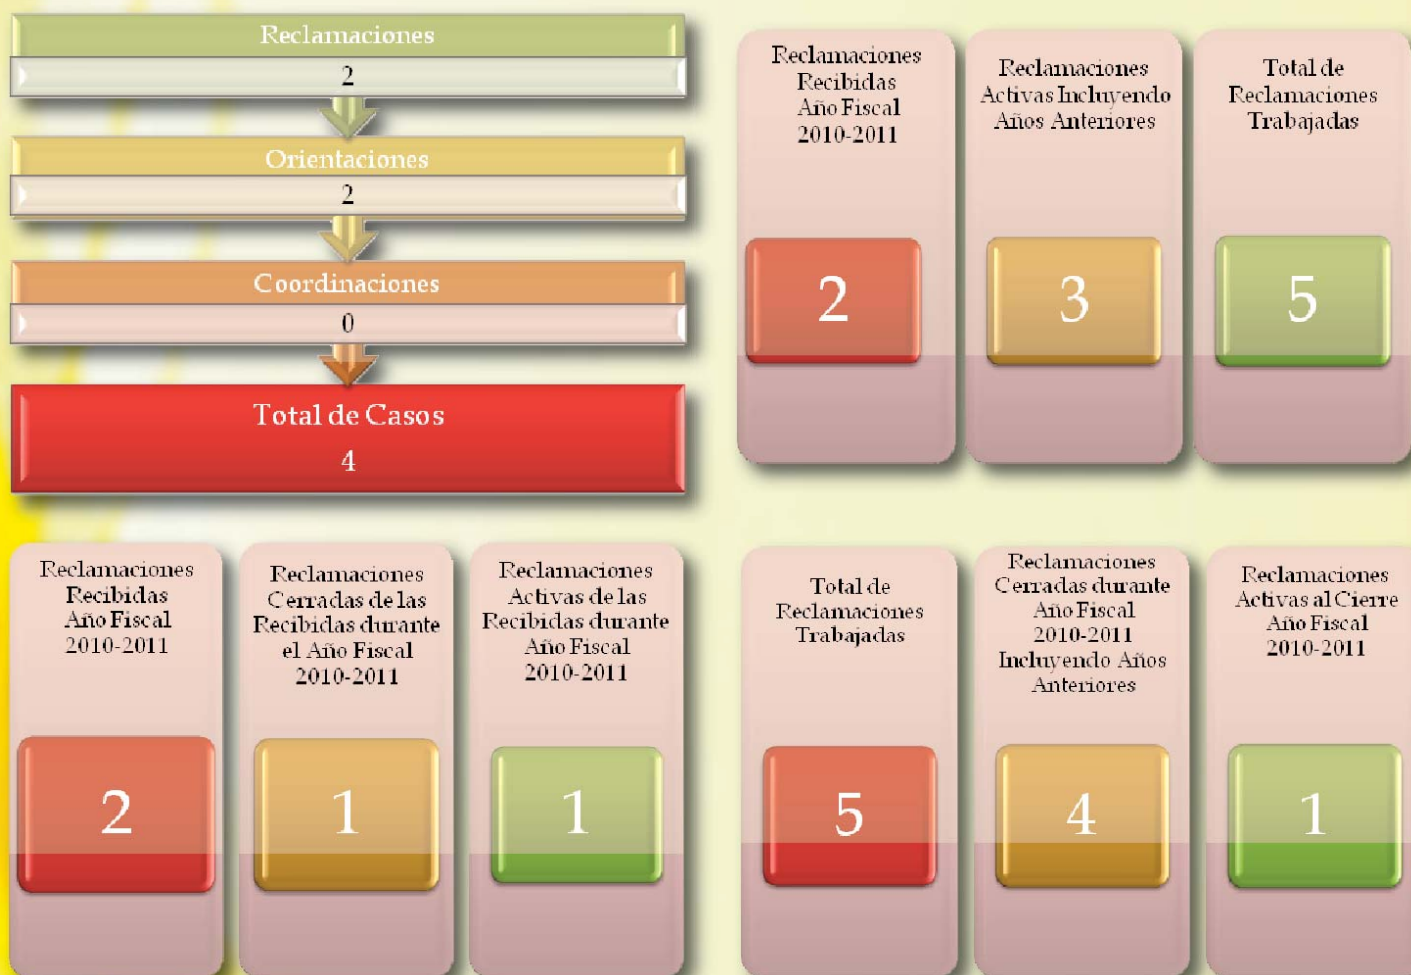 Reclamaciones
2
Orientaciones
2
Coordinaciones
0
Total de Casos
4
Reclamaciones
Recibidas
Año Fiscal
2010-2011
2
Reclamaciones
Activas Incluyendo
Años Anteriores
3
Total de
Reclamaciones
Trabajadas
5
Reclamaciones
Recibidas
Año Fiscal
2010-2011
2
Reclamaciones
Cerradas de las
Recibidas durante
el Año Fiscal
2010-2011
1
Reclamaciones
Activas de las
Recibidas durante
Año Fiscal
2010-2011
1
Total de
Reclamaciones
Trabajadas
5
Reclamaciones
Cerradas durante
Año Fiscal
2010-2011
Incluyendo Años
Anteriores
4
Reclamaciones
Activas al Cierre
Año Fiscal
2010-2011
1